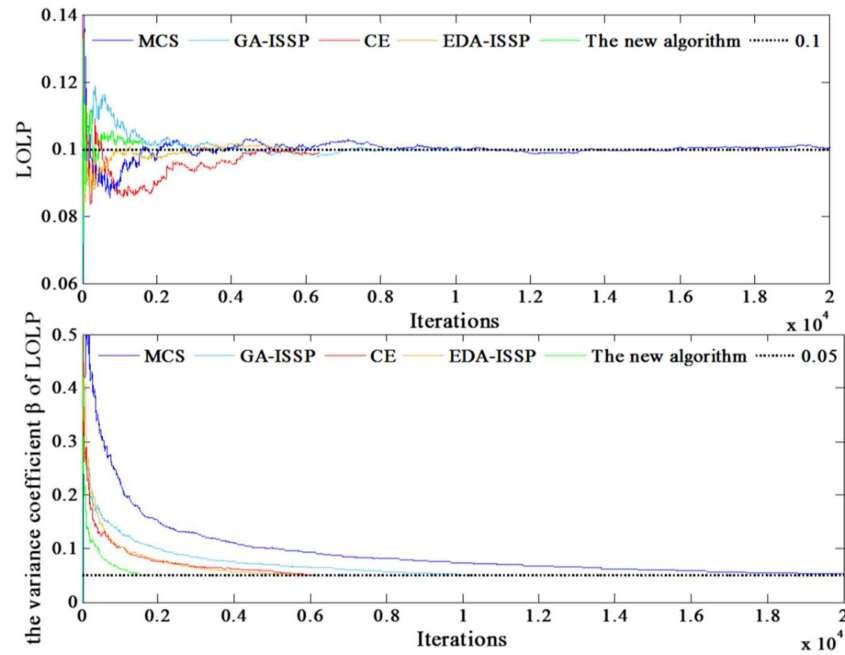 0.14
MCS GA-ISSP CE EDA-ISSP The new algorithm 0.1
0.12
0.1
0.08
0.06
LOLP
0 0.2 0.4 0.6 0.8 1 1.2 1.4 1.6 1.8 2
Iterations
x 10^4
0.5
MCS GA-ISSP CE EDA-ISSP The new algorithm 0.05
0.4
0.3
0.2
0.1
0
the variance coefficient β of LOLP
0 0.2 0.4 0.6 0.8 1 1.2 1.4 1.6 1.8 2
Iterations
x 10^4